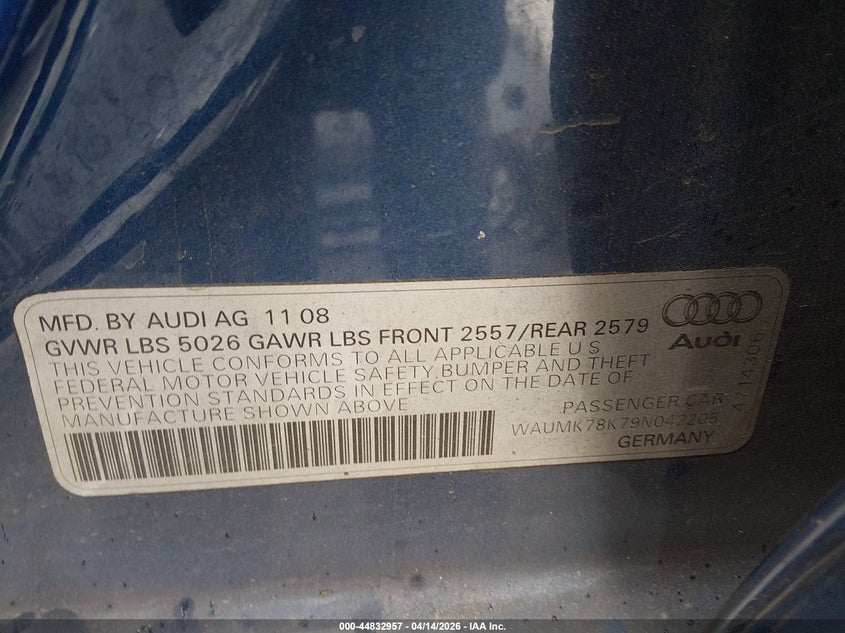 MFD. BY AUDI AG 11 08
GVWR LBS 5026 GAWR LBS FRONT 2557/REAR 2579
THIS VEHICLE CONFORMS TO ALL APPLICABLE U S
FEDERAL MOTOR VEHICLE SAFETY, BUMPER AND THEFT
PREVENTION STANDARDS IN EFFECT ON THE DATE OF
MANUFACTURE SHOWN ABOVE
PASSENGER CAR
WAUMK78K79N042205
GERMANY
Audi
4714306
000-44832957 - 04/14/2026 - IAA Inc.